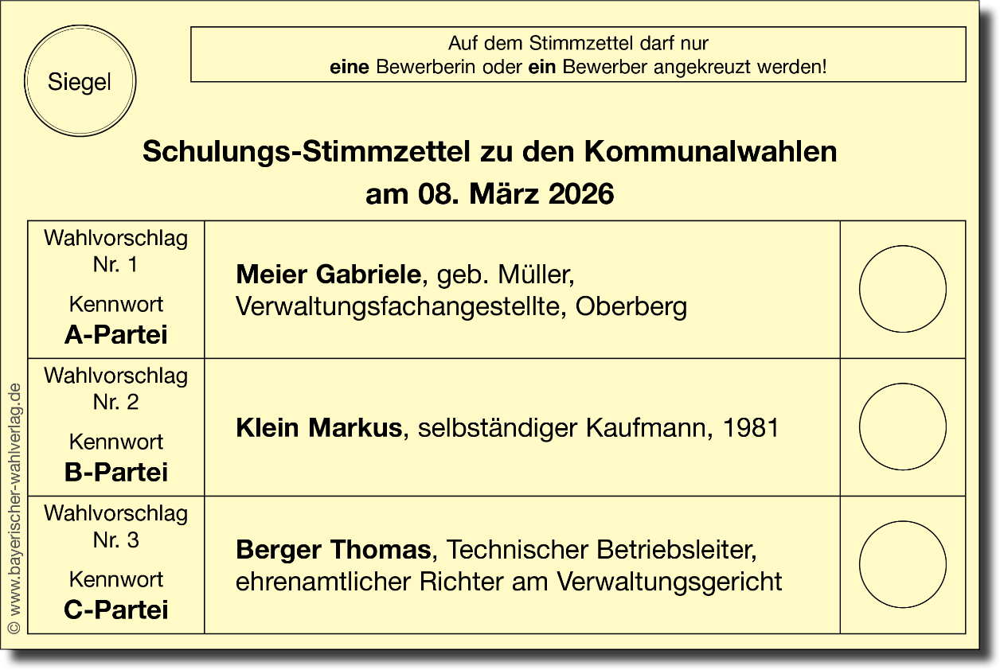 Siegel
Auf dem Stimmzettel darf nur
eine Bewerberin oder ein Bewerber angekreuzt werden!
Schulungs-Stimmzettel zu den Kommunalwahlen
am 08. März 2026
Wahlvorschlag
Nr. 1
Kennwort
A-Partei
Meier Gabriele, geb. Müller,
Verwaltungsfachangestellte, Oberberg
Wahlvorschlag
Nr. 2
Kennwort
B-Partei
Klein Markus, selbständiger Kaufmann, 1981
Wahlvorschlag
Nr. 3
Kennwort
C-Partei
Berger Thomas, Technischer Betriebsleiter,
ehrenamtlicher Richter am Verwaltungsgericht
© www.bayerischer-wahlverlag.de